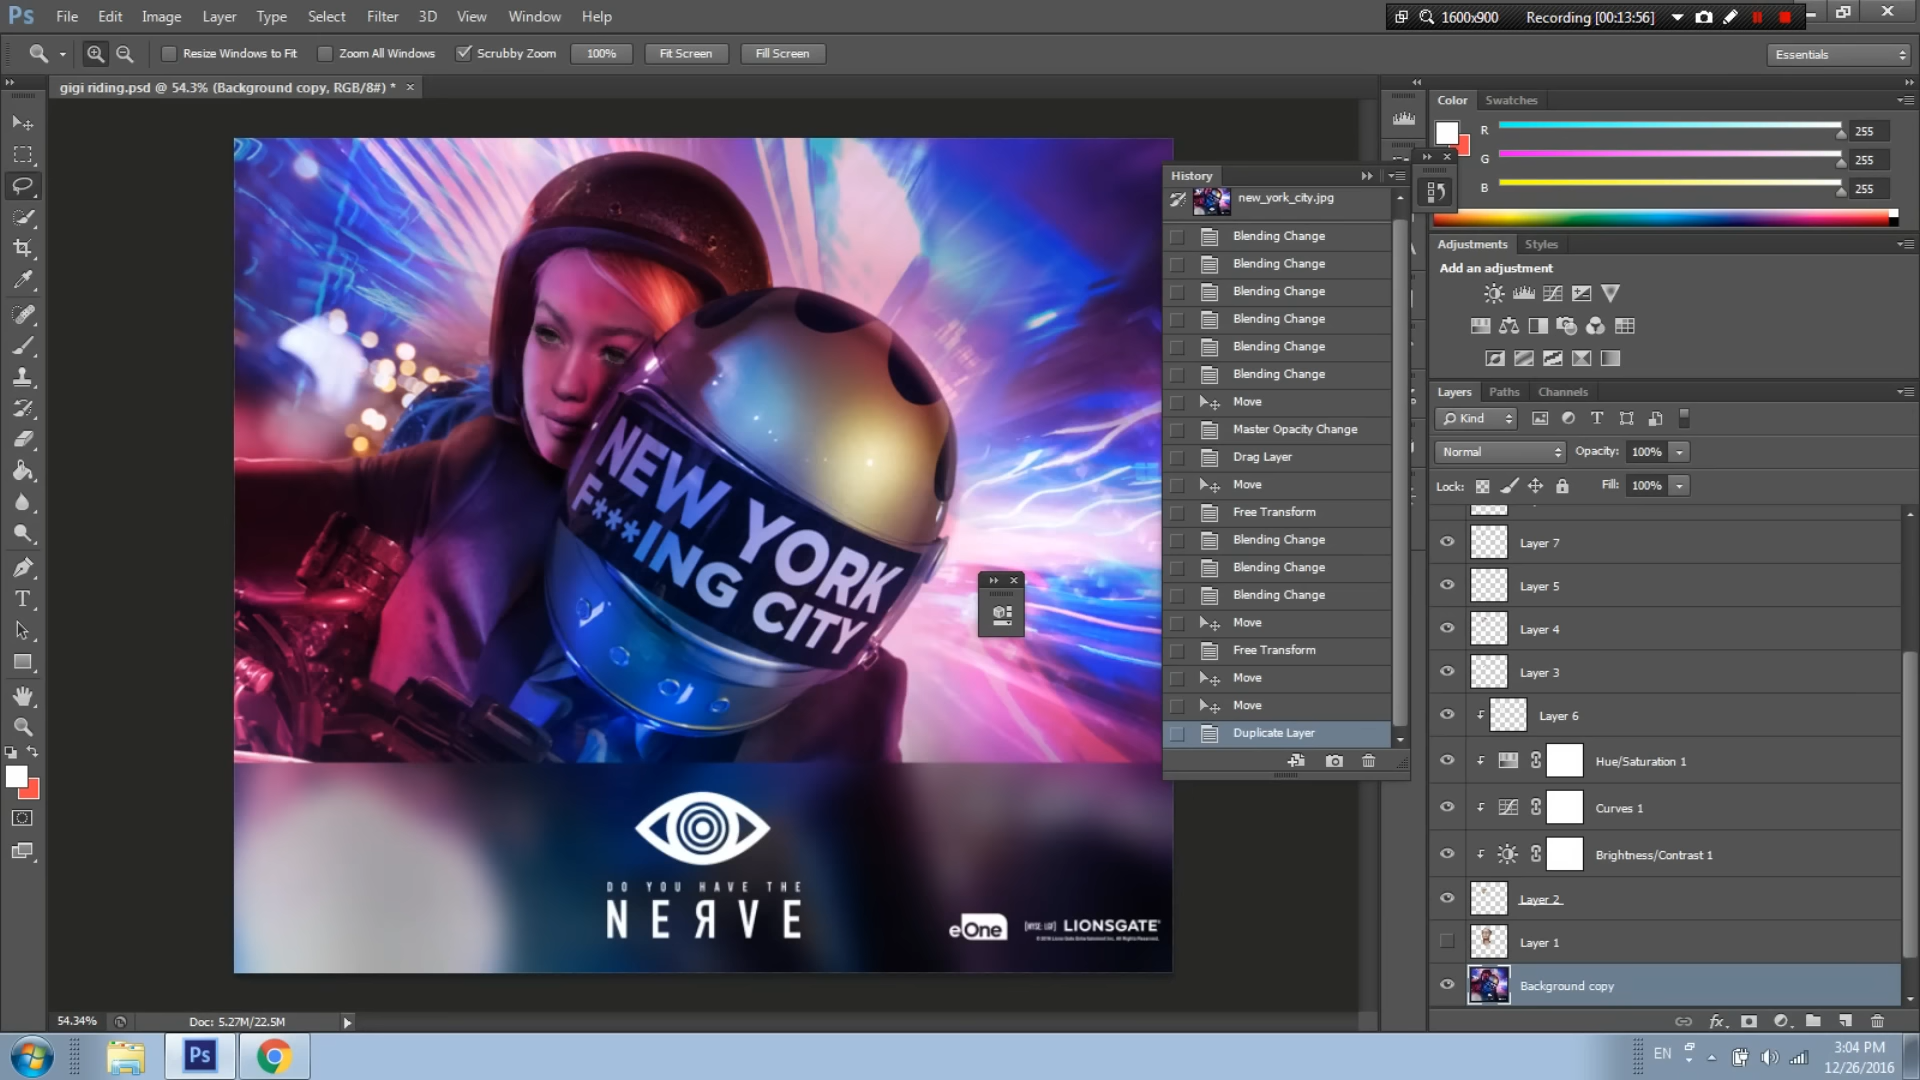 Ps File Edit Image Layer Type Select Filter 3D View Window Help
1600x900 Recording [00:13:56]
Resize Windows to Fit Zoom All Windows Scrubby Zoom 100% Fit Screen Fill Screen
Essentials
gigi riding.psd @ 54.3% (Background copy, RGB/8#) *
Color Swatches
R 255
G 255
B 255
History
new_york_city.jpg
Blending Change
Blending Change
Blending Change
Blending Change
Blending Change
Blending Change
Move
Master Opacity Change
Drag Layer
Move
Free Transform
Blending Change
Blending Change
Blending Change
Move
Free Transform
Move
Move
Duplicate Layer
Adjustments Styles
Add an adjustment
Layers Paths Channels
Kind
Normal Opacity: 100%
Lock: Fill: 100%
Layer 7
Layer 5
Layer 4
Layer 3
Layer 6
Hue/Saturation 1
Curves 1
Brightness/Contrast 1
Layer 2
Layer 1
Background copy
NEW YORK
F***ING CITY
DO YOU HAVE THE
NEЯVE
eOne [NYSE: LGF] LIONSGATE
54.34% Doc: 5.27M/22.5M
Ps
EN 3:04 PM
12/26/2016